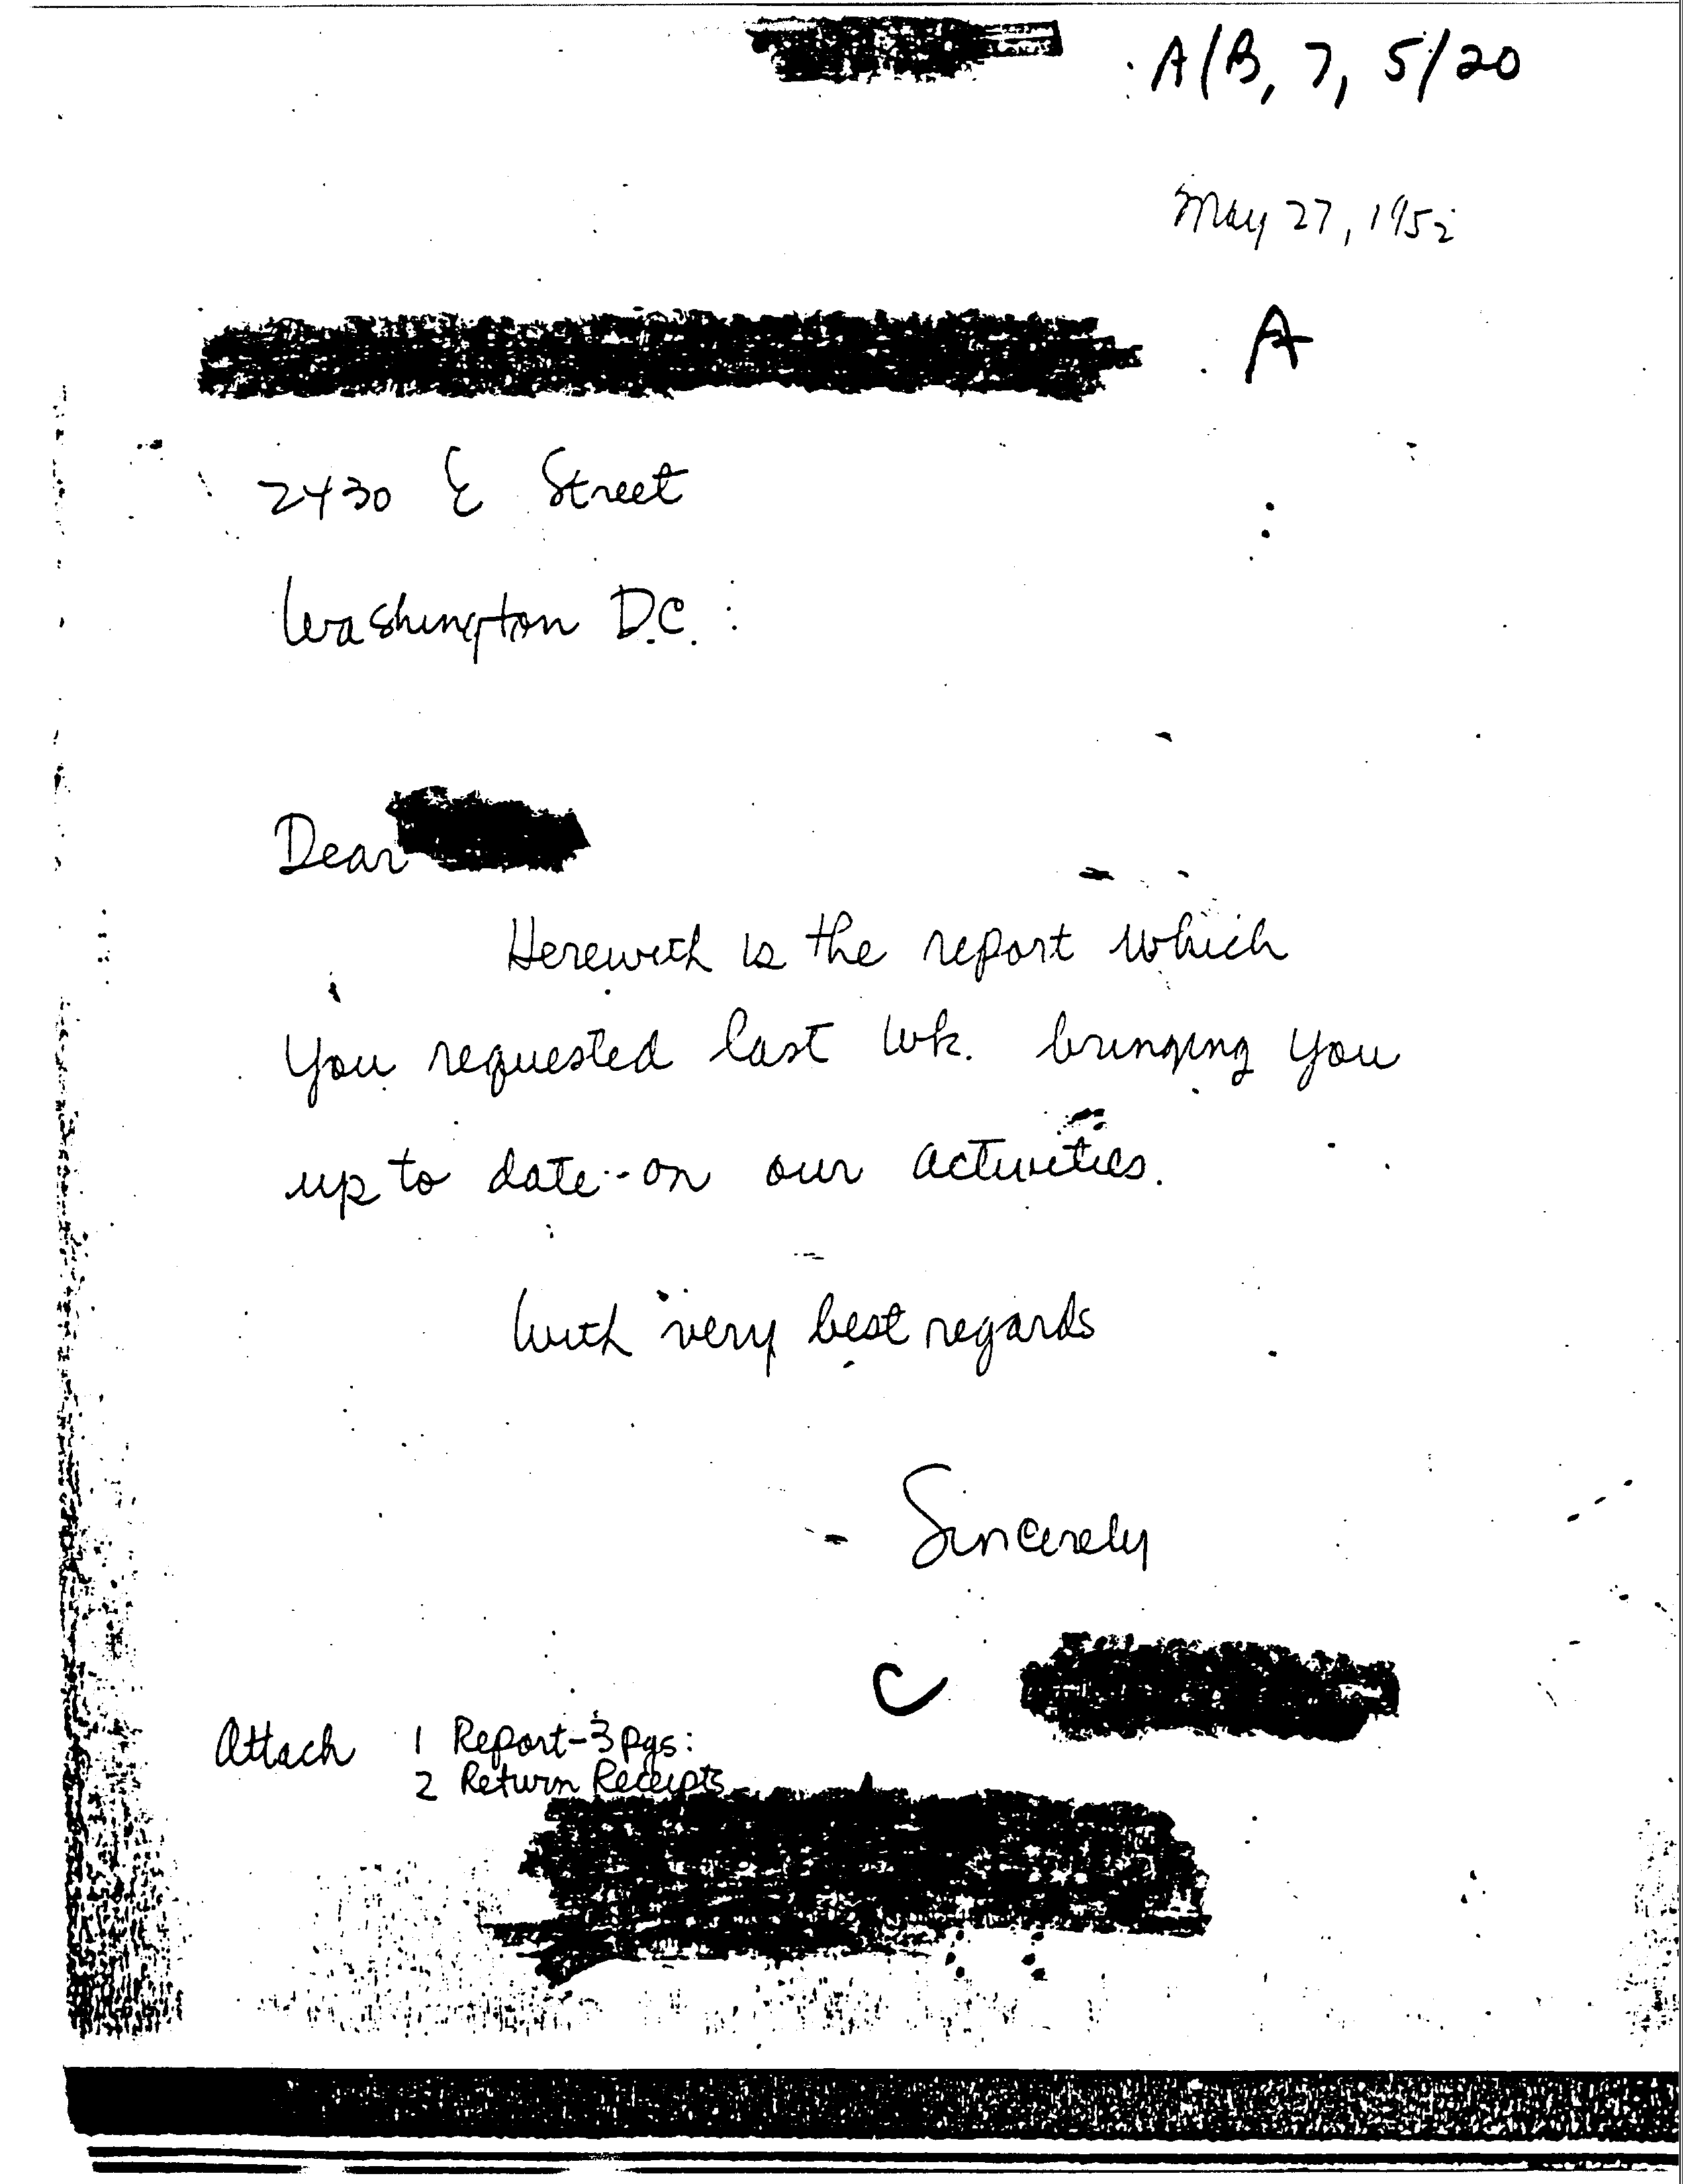 A/B, 7, 5/20
May 27, 1952
A
2430 E Street
Washington D.C.
Dear
Herewith is the report which
you requested last wk. bringing you
up to date on our activities.
With very best regards
Sincerely
C
Attach 1 Report-3 pgs:
2 Return Receipts